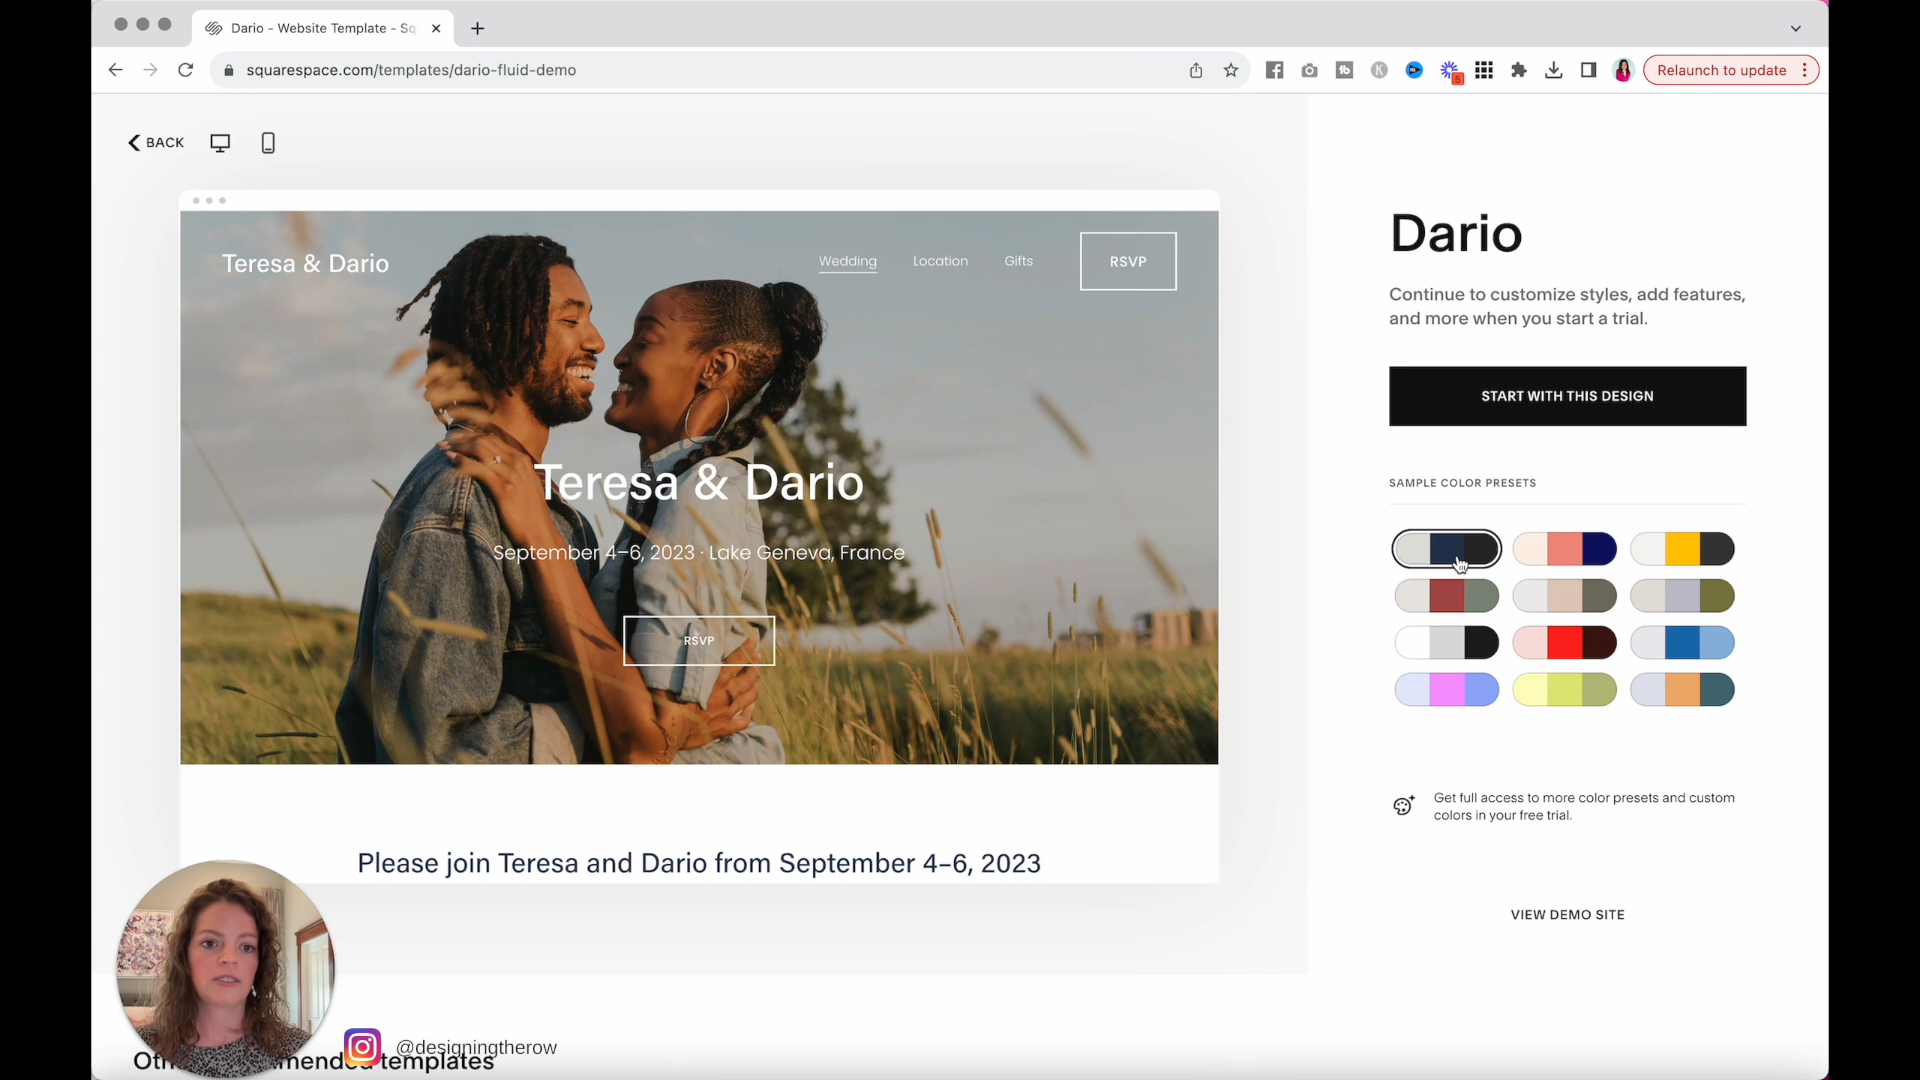 Dario - Website Template - Sq
squarespace.com/templates/dario-fluid-demo
5
Relaunch to update
BACK
Teresa & Dario
Wedding
Location
Gifts
RSVP
Teresa & Dario
September 4–6, 2023 · Lake Geneva, France
RSVP
Please join Teresa and Dario from September 4–6, 2023
Dario
Continue to customize styles, add features,
and more when you start a trial.
START WITH THIS DESIGN
SAMPLE COLOR PRESETS
Get full access to more color presets and custom
colors in your free trial.
VIEW DEMO SITE
@designingtherow
templates